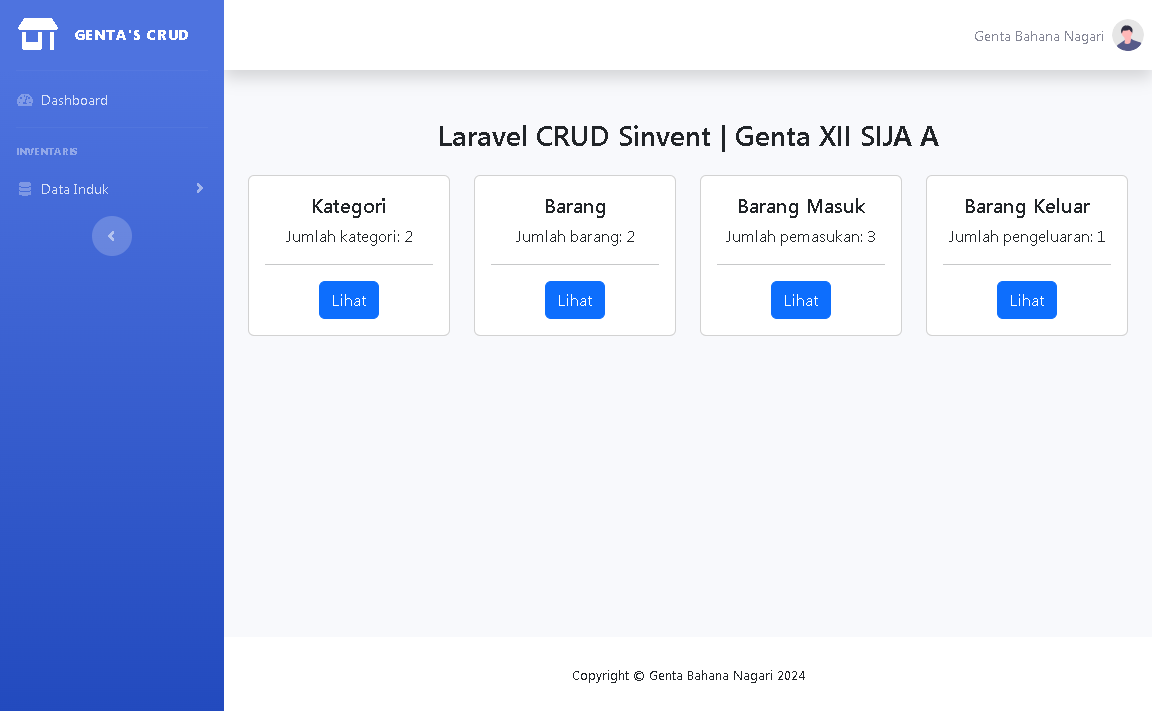 GENTA'S CRUD
Genta Bahana Nagari
Dashboard
INVENTARIS
Data Induk
Laravel CRUD Sinvent | Genta XII SIJA A
Kategori
Jumlah kategori: 2
Lihat
Barang
Jumlah barang: 2
Lihat
Barang Masuk
Jumlah pemasukan: 3
Lihat
Barang Keluar
Jumlah pengeluaran: 1
Lihat
Copyright © Genta Bahana Nagari 2024